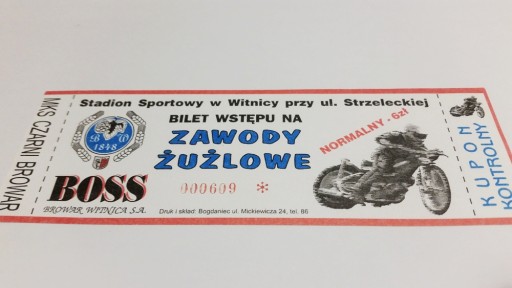 MKS CZARNI BROWAR
Stadion Sportowy w Witnicy przy ul. Strzeleckiej
BILET WSTĘPU NA
ZAWODY
ŻUŻLOWE
NORMALNY - 6zł
B W
1848
BOSS
BROWAR WITNICA S.A.
000609 *
Druk i skład: Bogdaniec ul. Mickiewicza 24, tel. 86
KUPON
KONTROLNY